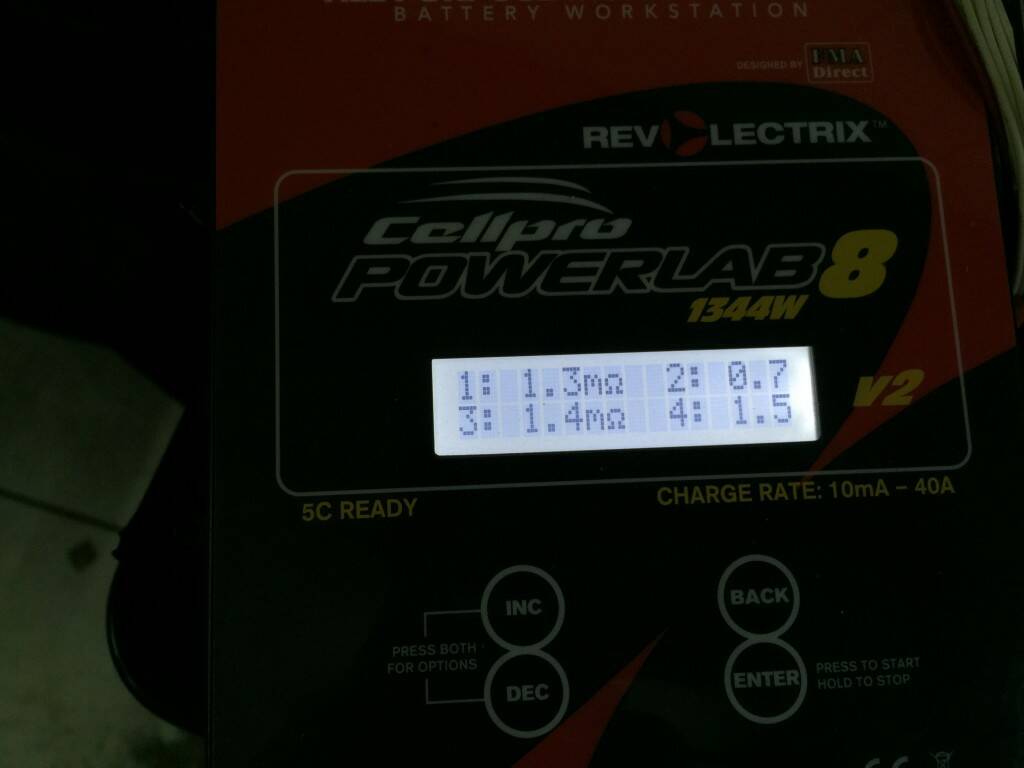 BATTERY WORKSTATION
DESIGNED BY FMA Direct
REVOLECTRIX™
Cellpro
POWERLAB 8
1344W
v2
1: 1.3mΩ 2: 0.7
3: 1.4mΩ 4: 1.5
5C READY
CHARGE RATE: 10mA – 40A
INC
BACK
PRESS BOTH
FOR OPTIONS
DEC
ENTER
PRESS TO START
HOLD TO STOP